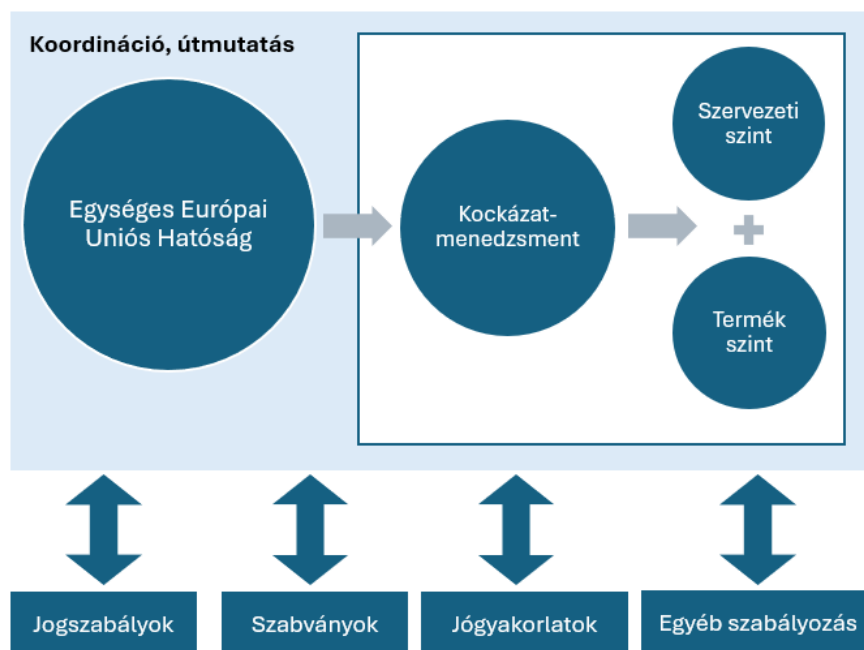 Koordináció, útmutatás
Egységes Európai
Uniós Hatóság
Kockázat-
menedzsment
Szervezeti
szint
Termék
szint
Jogszabályok
Szabványok
Jógyakorlatok
Egyéb szabályozás